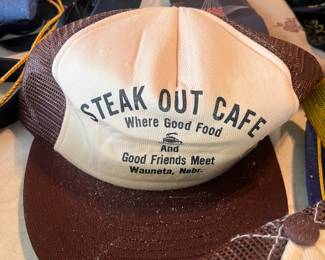 STEAK OUT CAFE
Where Good Food
And
Good Friends Meet
Wauneta, Nebr.